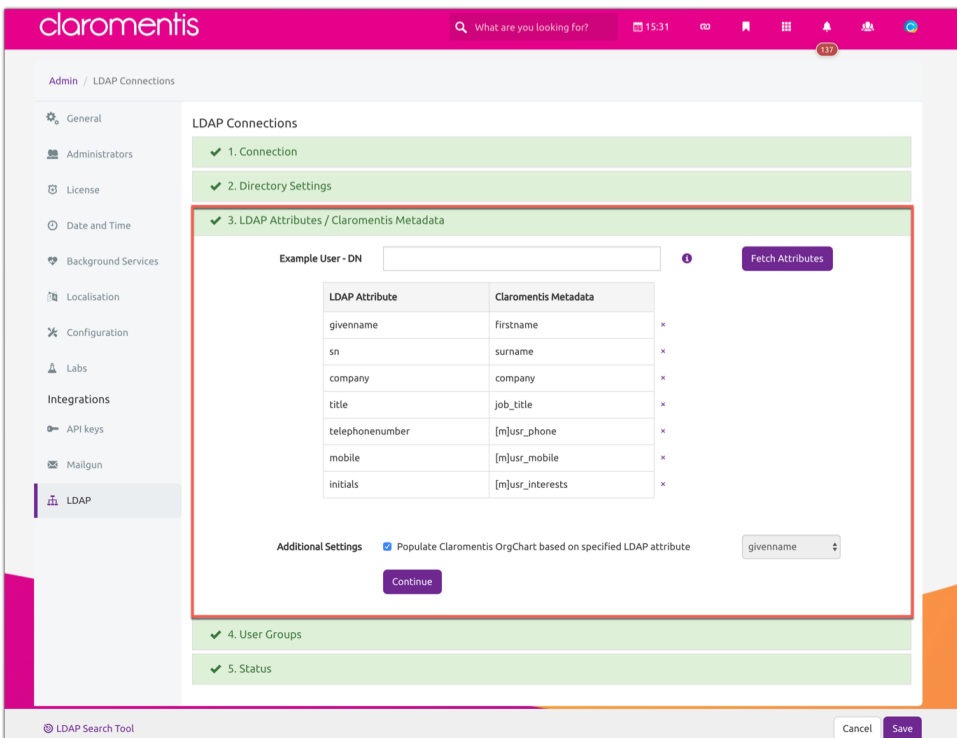 claromentis
What are you looking for?
15:31
137
Admin / LDAP Connections
General
Administrators
License
Date and Time
Background Services
Localisation
Configuration
Labs
Integrations
API keys
Mailgun
LDAP
LDAP Connections
1. Connection
2. Directory Settings
3. LDAP Attributes / Claromentis Metadata
Example User - DN
Fetch Attributes
LDAP Attribute Claromentis Metadata
givenname firstname ×
sn surname ×
company company ×
title job_title ×
telephonenumber [m]usr_phone ×
mobile [m]usr_mobile ×
initials [m]usr_interests ×
Additional Settings Populate Claromentis OrgChart based on specified LDAP attribute givenname
Continue
4. User Groups
5. Status
LDAP Search Tool
Cancel Save